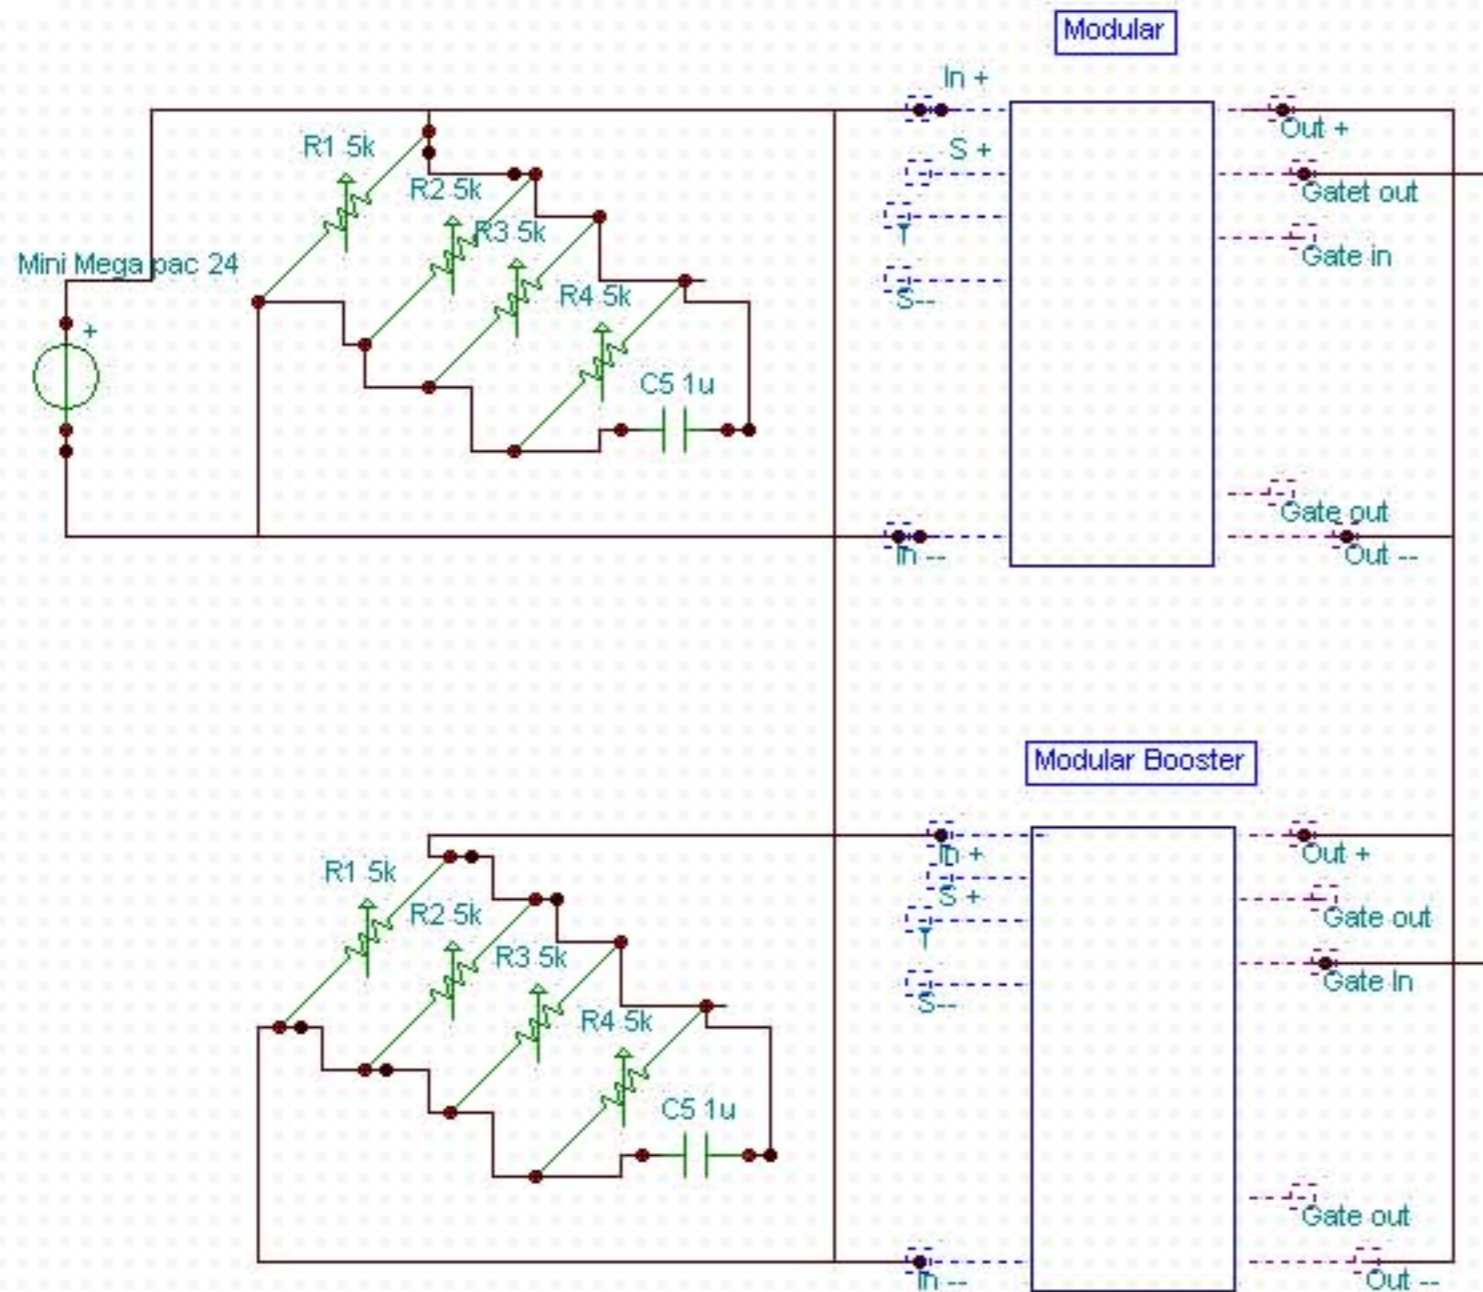 Modular
In +
R1 5k
Out +
S +
R2 5k
Gatet out
R3 5k
T
Mini Mega pac 24
Gate in
R4 5k
S--
+
C5 1u
Gate out
In --
Out --
Modular Booster
In +
Out +
R1 5k
S +
R2 5k
Gate out
T
R3 5k
Gate In
S--
R4 5k
C5 1u
Gate out
In --
Out --